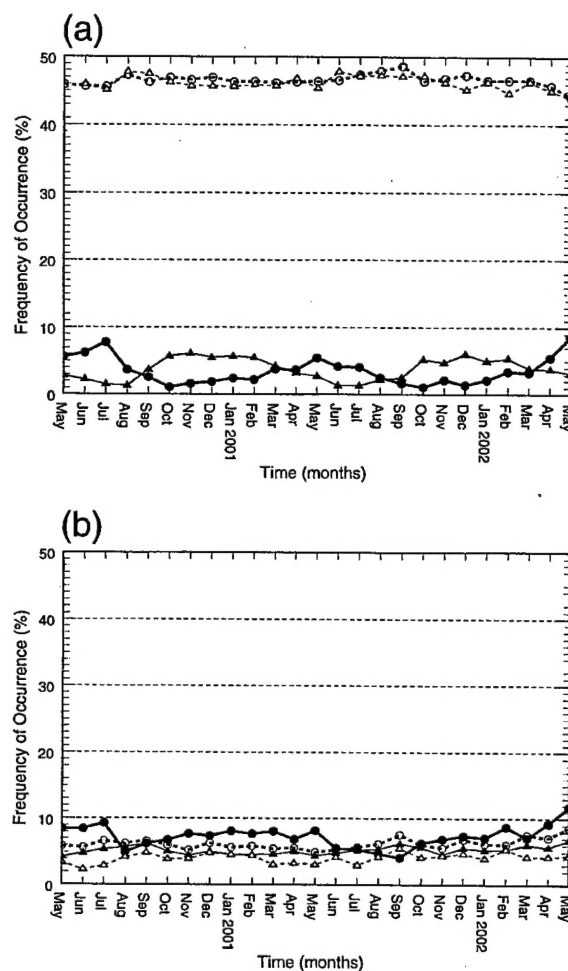 (a)
50
40
30
20
10
0
Frequency of Occurrence (%)
May
Jun
Jul
Aug
Sep
Oct
Nov
Dec
Jan 2001
Feb
Mar
Apr
May
Jun
Jul
Aug
Sep
Oct
Nov
Dec
Jan 2002
Feb
Mar
Apr
May
Time (months)
(b)
50
40
30
20
10
0
Frequency of Occurrence (%)
May
Jun
Jul
Aug
Sep
Oct
Nov
Dec
Jan 2001
Feb
Mar
Apr
May
Jun
Jul
Aug
Sep
Oct
Nov
Dec
Jan 2002
Feb
Mar
Apr
May
Time (months)